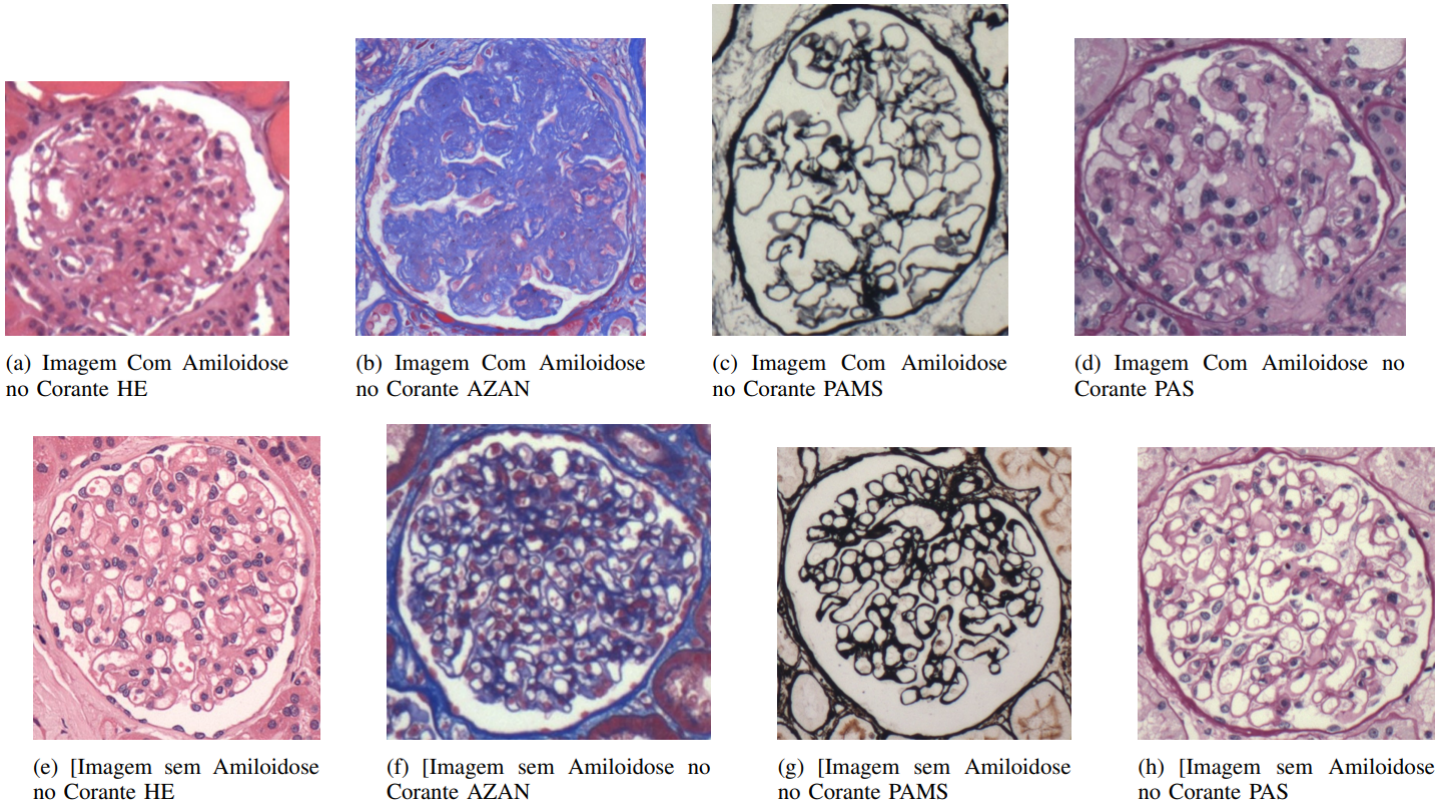 (a) Imagem Com Amiloidose
no Corante HE
(b) Imagem Com Amiloidose
no Corante AZAN
(c) Imagem Com Amiloidose
no Corante PAMS
(d) Imagem Com Amiloidose no
Corante PAS
(e) [Imagem sem Amiloidose
no Corante HE
(f) [Imagem sem Amiloidose no
Corante AZAN
(g) [Imagem sem Amiloidose
no Corante PAMS
(h) [Imagem sem Amiloidose
no Corante PAS